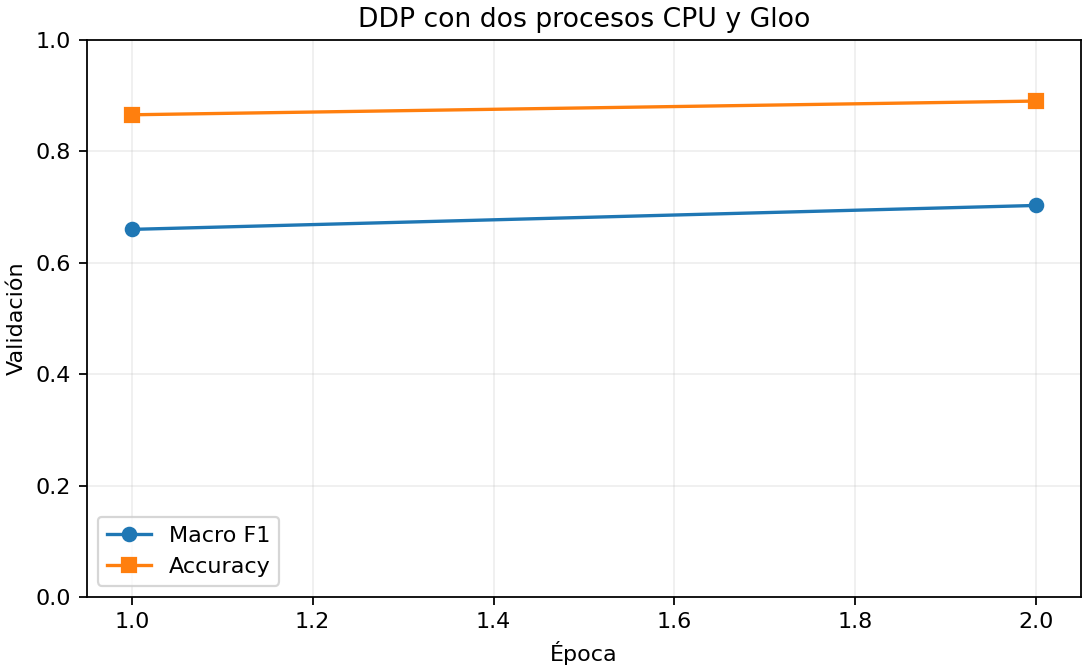 DDP con dos procesos CPU y Gloo
1.0
0.8
0.6
0.4
0.2
0.0
Validación
Macro F1
Accuracy
1.0 1.2 1.4 1.6 1.8 2.0
Época